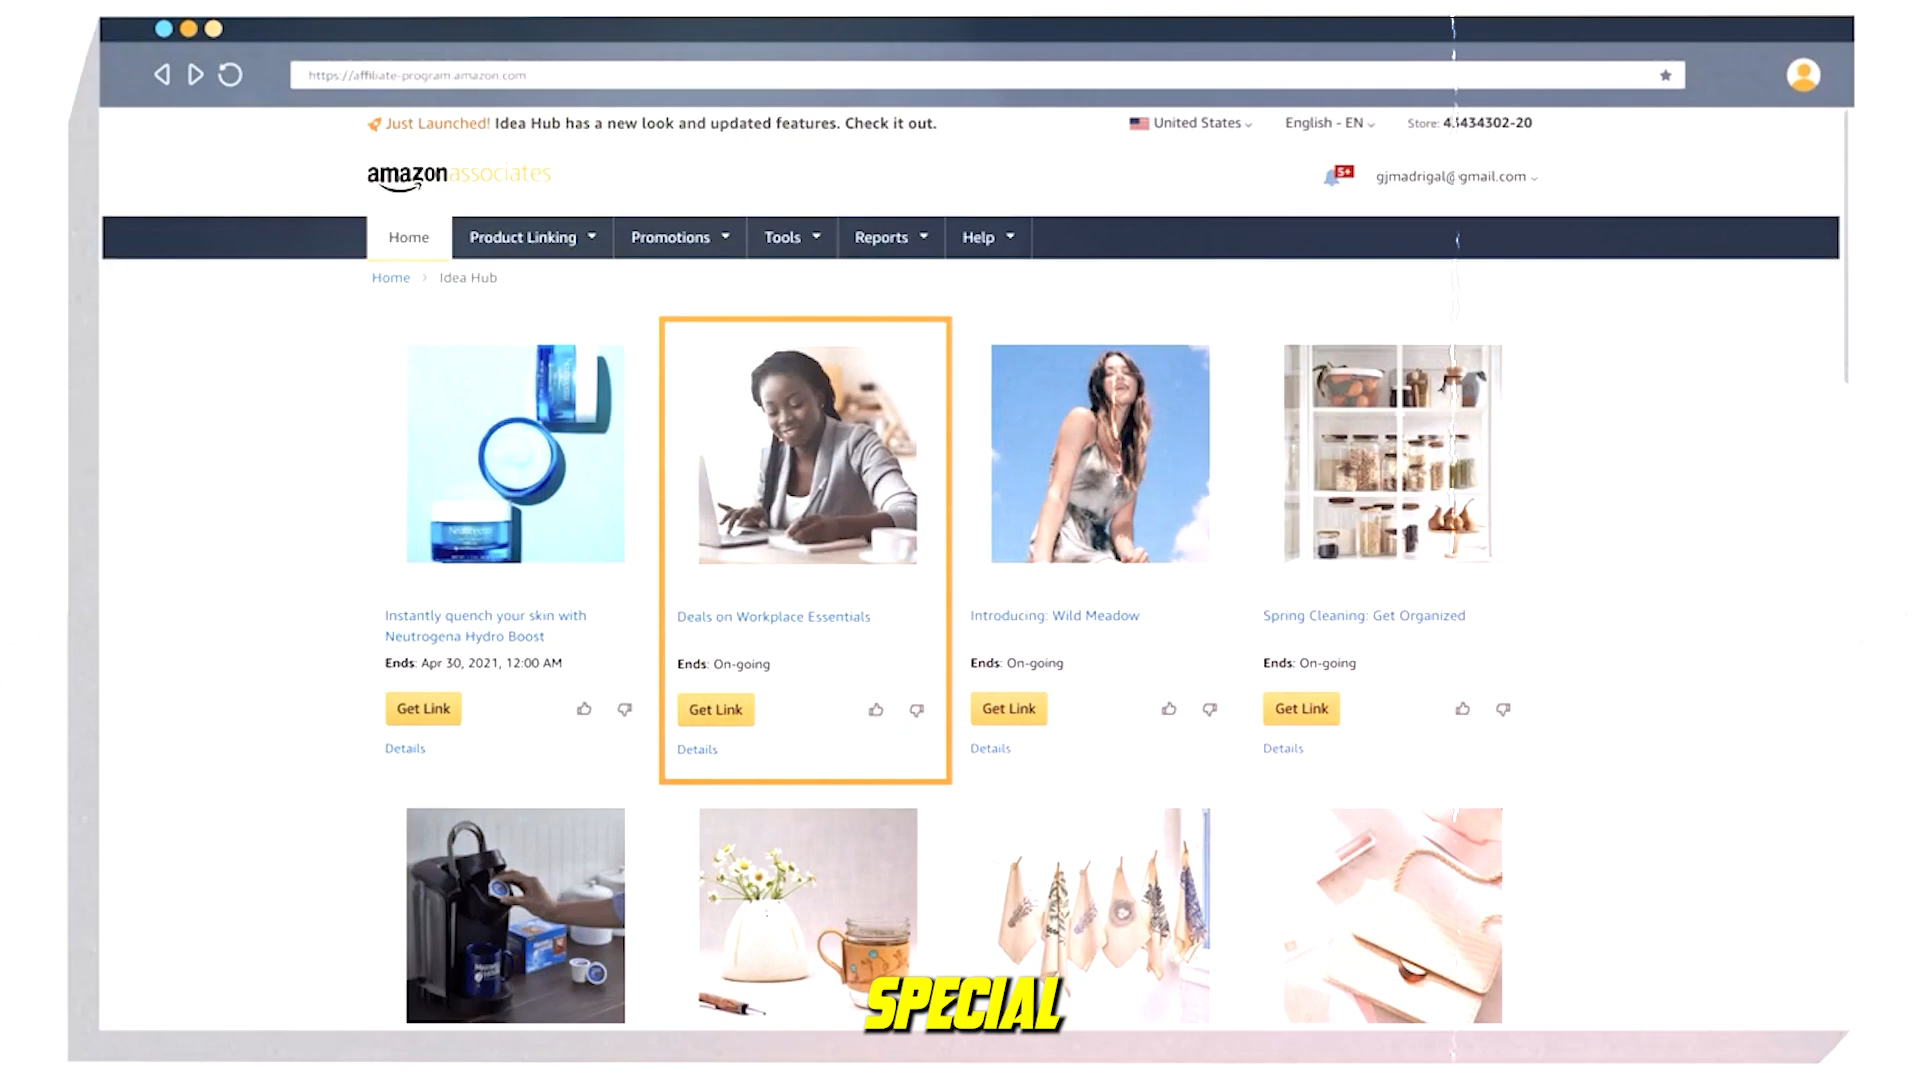 https://affiliate-program.amazon.com
Just Launched! Idea Hub has a new look and updated features. Check it out.
United States
English - EN
Store: 43434302-20
amazonassociates
5+
gjmadrigal@gmail.com
Home
Product Linking
Promotions
Tools
Reports
Help
Home > Idea Hub
Instantly quench your skin with
Neutrogena Hydro Boost
Ends: Apr 30, 2021, 12:00 AM
Get Link
Details
Deals on Workplace Essentials
Ends: On-going
Get Link
Details
Introducing: Wild Meadow
Ends: On-going
Get Link
Details
Spring Cleaning: Get Organized
Ends: On-going
Get Link
Details
SPECIAL